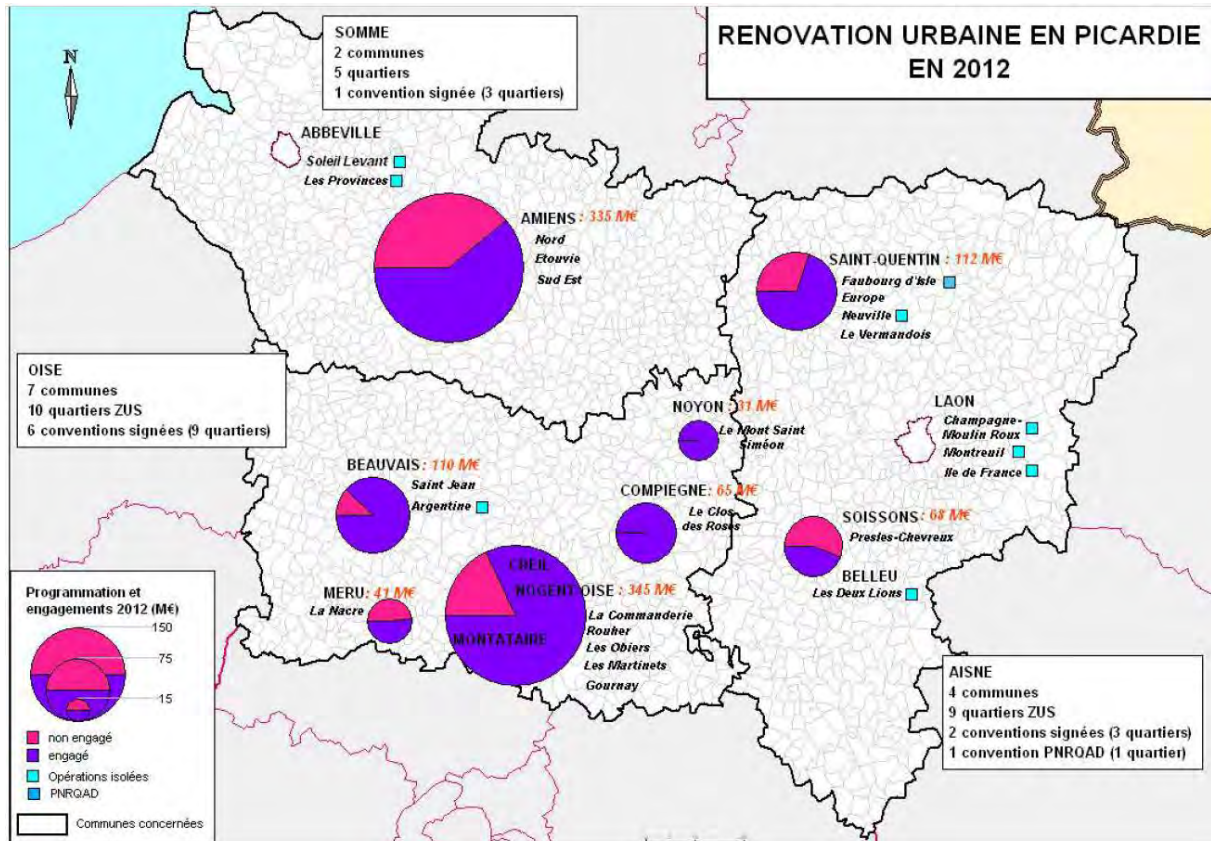 RENOVATION URBAINE EN PICARDIE
EN 2012
N
SOMME
2 communes
5 quartiers
1 convention signée (3 quartiers)
ABBEVILLE
Soleil Levant
Les Provinces
AMIENS : 335 M€
Nord
Etouvie
Sud Est
SAINT-QUENTIN : 112 M€
Faubourg d'Isle
Europe
Neuville
Le Vermandois
OISE
7 communes
10 quartiers ZUS
6 conventions signées (9 quartiers)
NOYON : 31 M€
Le Mont Saint
Siméon
LAON
Champagne-
Moulin Roux
Montreuil
Ile de France
BEAUVAIS: 110 M€
Saint Jean
Argentine
COMPIEGNE: 65 M€
Le Clos
des Roses
SOISSONS : 68 M€
Presles-Chevreux
BELLEU
Les Deux Lions
MERU: 41 M€
La Nacre
CREIL
NOGENT/OISE : 345 M€
MONTATAIRE
La Commanderie
Rouher
Les Obiers
Les Martinets
Gournay
Programmation et
engagements 2012 (M€)
150
75
15
non engagé
engagé
Opérations isolées
PNRQAD
Communes concernées
AISNE
4 communes
9 quartiers ZUS
2 conventions signées (3 quartiers)
1 convention PNRQAD (1 quartier)